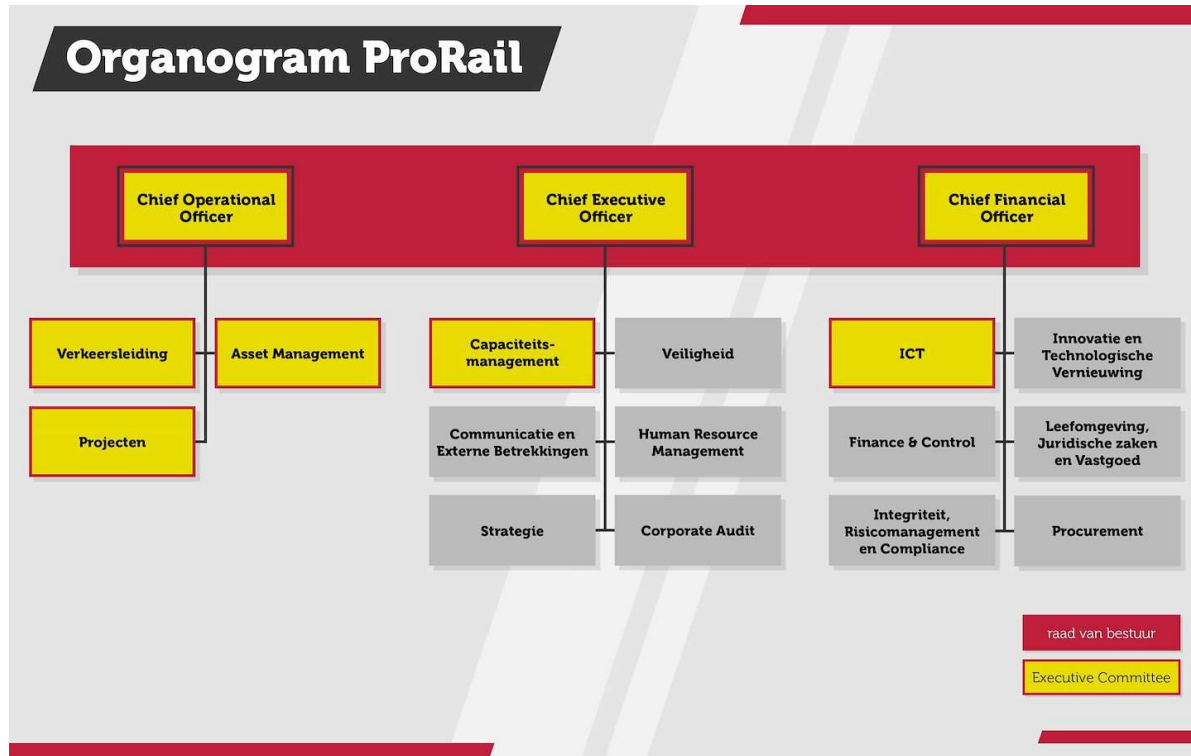 Organogram ProRail
Chief Operational
Officer
Chief Executive
Officer
Chief Financial
Officer
Verkeersleiding
Asset Management
Projecten
Capaciteits-
management
Veiligheid
Communicatie en
Externe Betrekkingen
Human Resource
Management
Strategie
Corporate Audit
ICT
Innovatie en
Technologische
Vernieuwing
Finance & Control
Leefomgeving,
Juridische zaken
en Vastgoed
Integriteit,
Risicomanagement
en Compliance
Procurement
raad van bestuur
Executive Committee